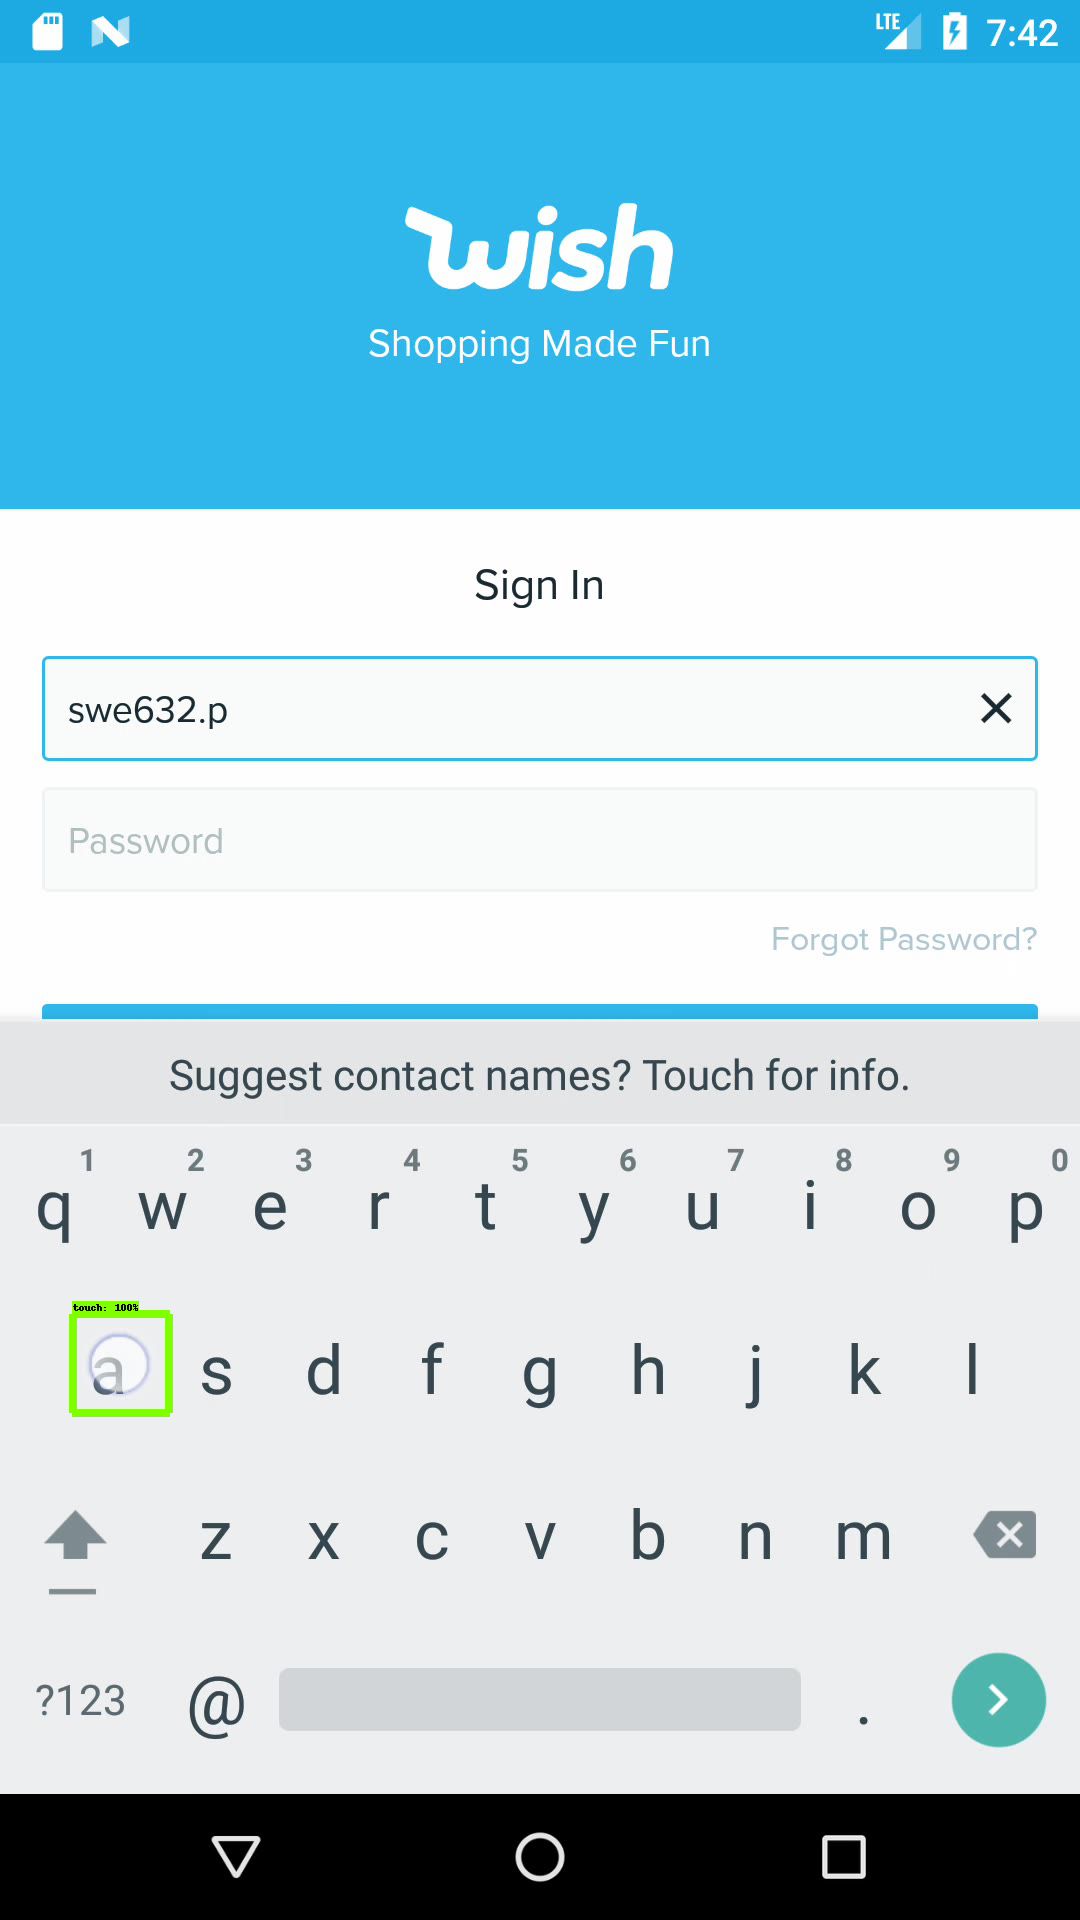 LTE 7:42
wish
Shopping Made Fun
Sign In
swe632.p
Password
Forgot Password?
Suggest contact names? Touch for info.
1 2 3 4 5 6 7 8 9 0
q w e r t y u i o p
touch: 100%
a s d f g h j k l
z x c v b n m
?123 @ .